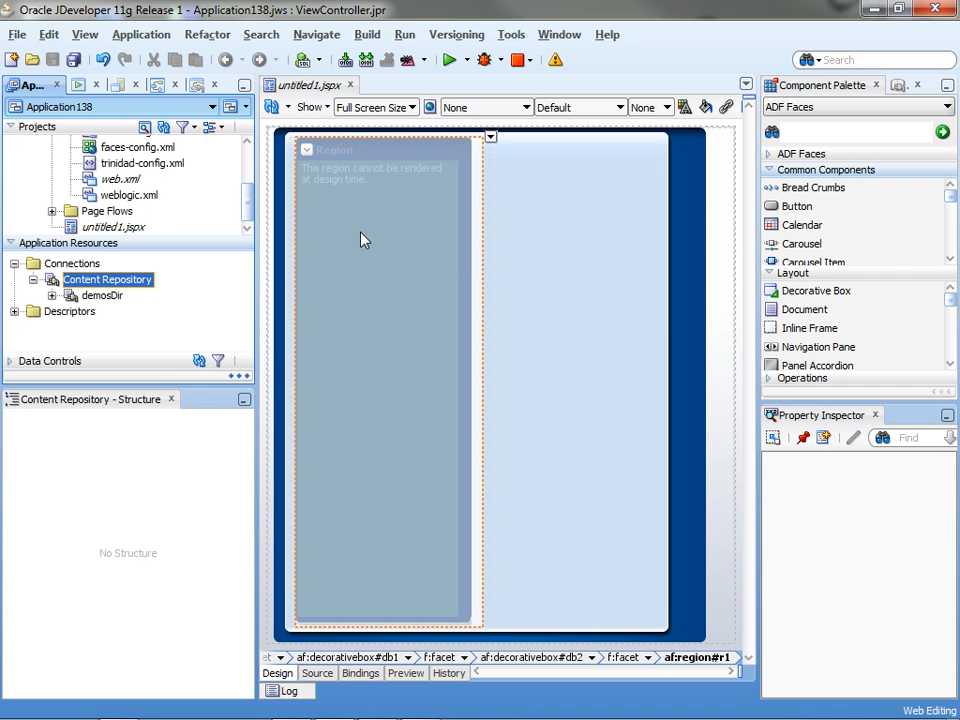 Oracle JDeveloper 11g Release 1 - Application138.jws : ViewController.jpr
File Edit View Application Refactor Search Navigate Build Run Versioning Tools Window Help
Search
Ap...
untitled1.jspx
Component Palette
Application138
Show
Full Screen Size
None
Default
None
ADF Faces
Projects
faces-config.xml
trinidad-config.xml
web.xml
weblogic.xml
Page Flows
untitled1.jspx
Application Resources
Connections
Content Repository
demosDir
Descriptors
Data Controls
Content Repository - Structure
No Structure
Region
This region cannot be rendered
at design time.
et
af:decorativebox#db1
f:facet
af:decorativebox#db2
f:facet
af:region#r1
Design Source Bindings Preview History
Log
ADF Faces
Common Components
Bread Crumbs
Button
Calendar
Carousel
Carousel Item
Layout
Decorative Box
Document
Inline Frame
Navigation Pane
Panel Accordion
Operations
Property Inspector
Find
Web Editing